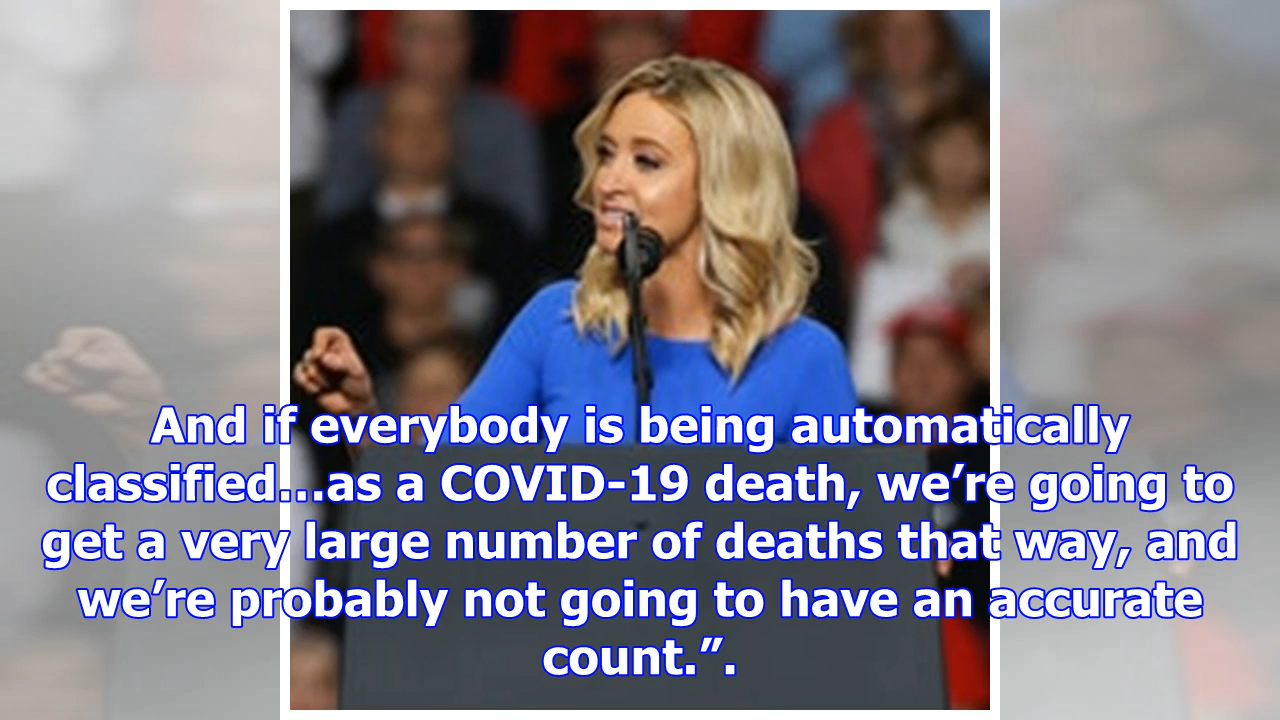 And if everybody is being automatically
classified...as a COVID-19 death, we’re going to
get a very large number of deaths that way, and
we’re probably not going to have an accurate
count.”.